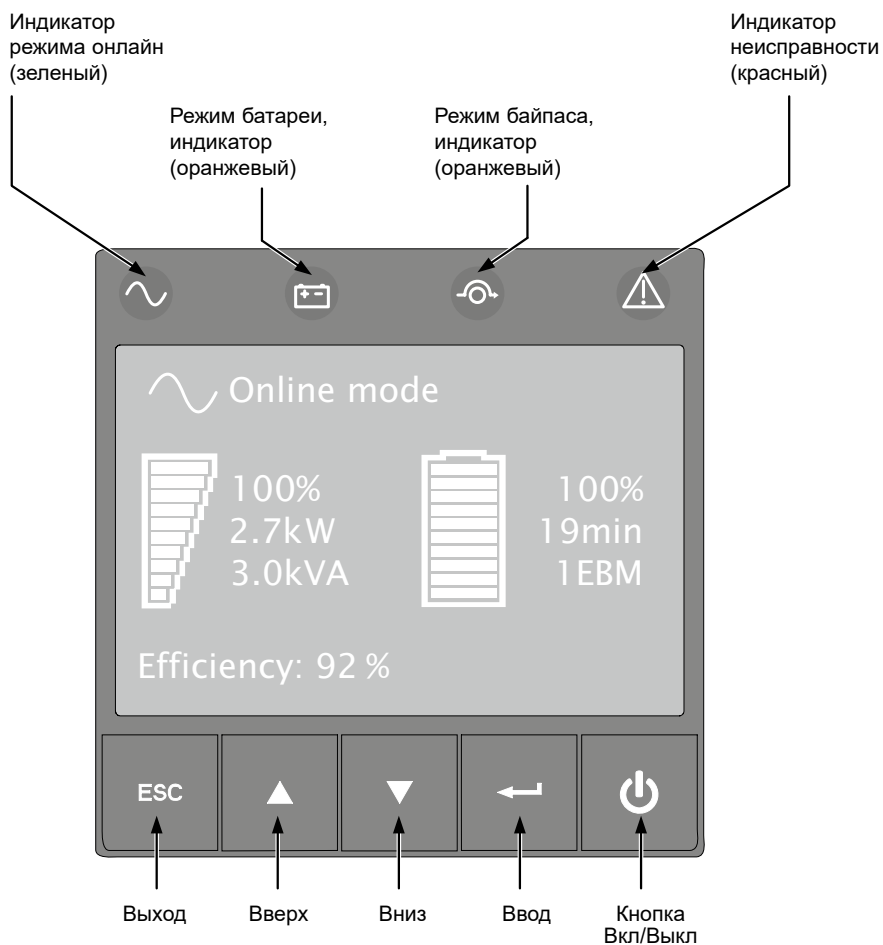 Индикатор
режима онлайн
(зеленый)
Индикатор
неисправности
(красный)
Режим батареи,
индикатор
(оранжевый)
Режим байпаса,
индикатор
(оранжевый)
Online mode
100%
2.7kW
3.0kVA
100%
19min
1EBM
Efficiency: 92 %
ESC
Выход
Вверх
Вниз
Ввод
Кнопка
Вкл/Выкл